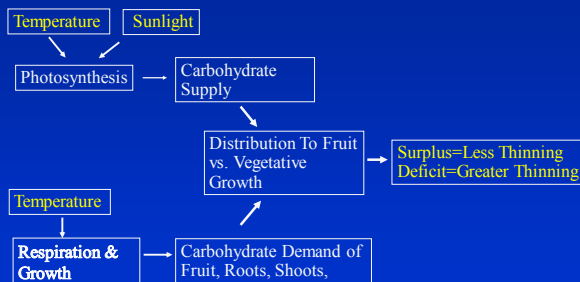 Temperature
Sunlight
Photosynthesis
Carbohydrate
Supply
Distribution To Fruit
vs. Vegetative
Growth
Surplus=Less Thinning
Deficit=Greater Thinning
Temperature
Respiration &
Growth
Carbohydrate Demand of
Fruit, Roots, Shoots,